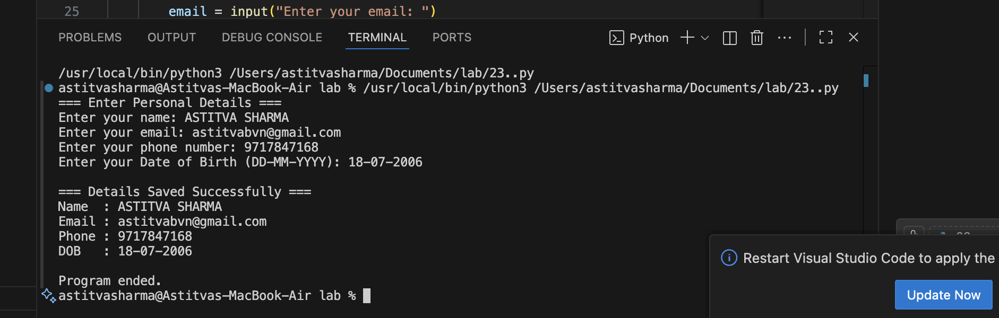 25 email = input("Enter your email: ")
PROBLEMS OUTPUT DEBUG CONSOLE TERMINAL PORTS Python
/usr/local/bin/python3 /Users/astitvasharma/Documents/lab/23..py
astitvasharma@Astitvas-MacBook-Air lab % /usr/local/bin/python3 /Users/astitvasharma/Documents/lab/23..py
=== Enter Personal Details ===
Enter your name: ASTITVA SHARMA
Enter your email: astitvabvn@gmail.com
Enter your phone number: 9717847168
Enter your Date of Birth (DD-MM-YYYY): 18-07-2006
=== Details Saved Successfully ===
Name  : ASTITVA SHARMA
Email : astitvabvn@gmail.com
Phone : 9717847168
DOB   : 18-07-2006
Program ended.
astitvasharma@Astitvas-MacBook-Air lab %
Restart Visual Studio Code to apply the
Update Now